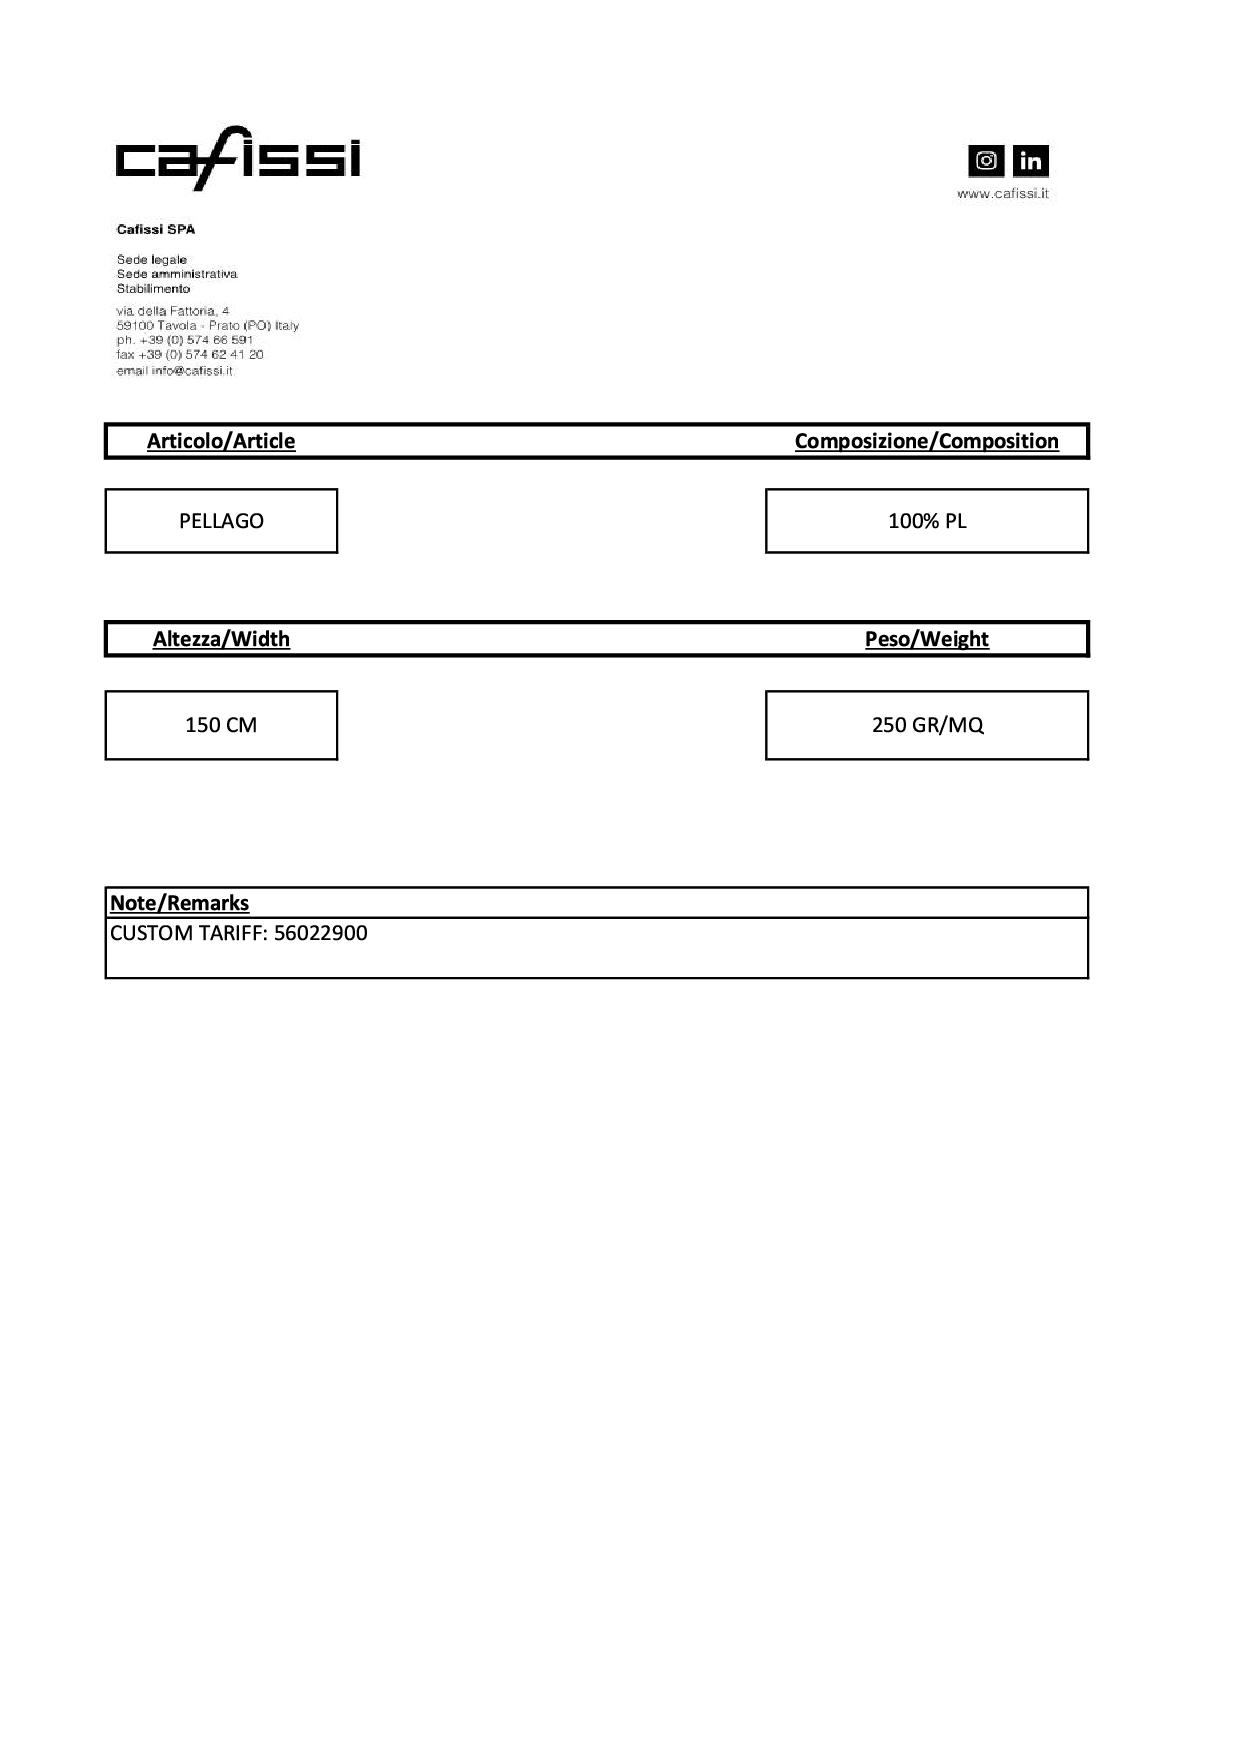 cafissi
in
www.cafissi.it
Cafissi SPA
Sede legale
Sede amministrativa
Stabilimento
via della Fattoria, 4
59100 Tavola - Prato (PO) Italy
ph. +39 (0) 574 66 591
fax +39 (0) 574 62 41 20
email info@cafissi.it
Articolo/Article Composizione/Composition
PELLAGO 100% PL
Altezza/Width Peso/Weight
150 CM 250 GR/MQ
Note/Remarks
CUSTOM TARIFF: 56022900